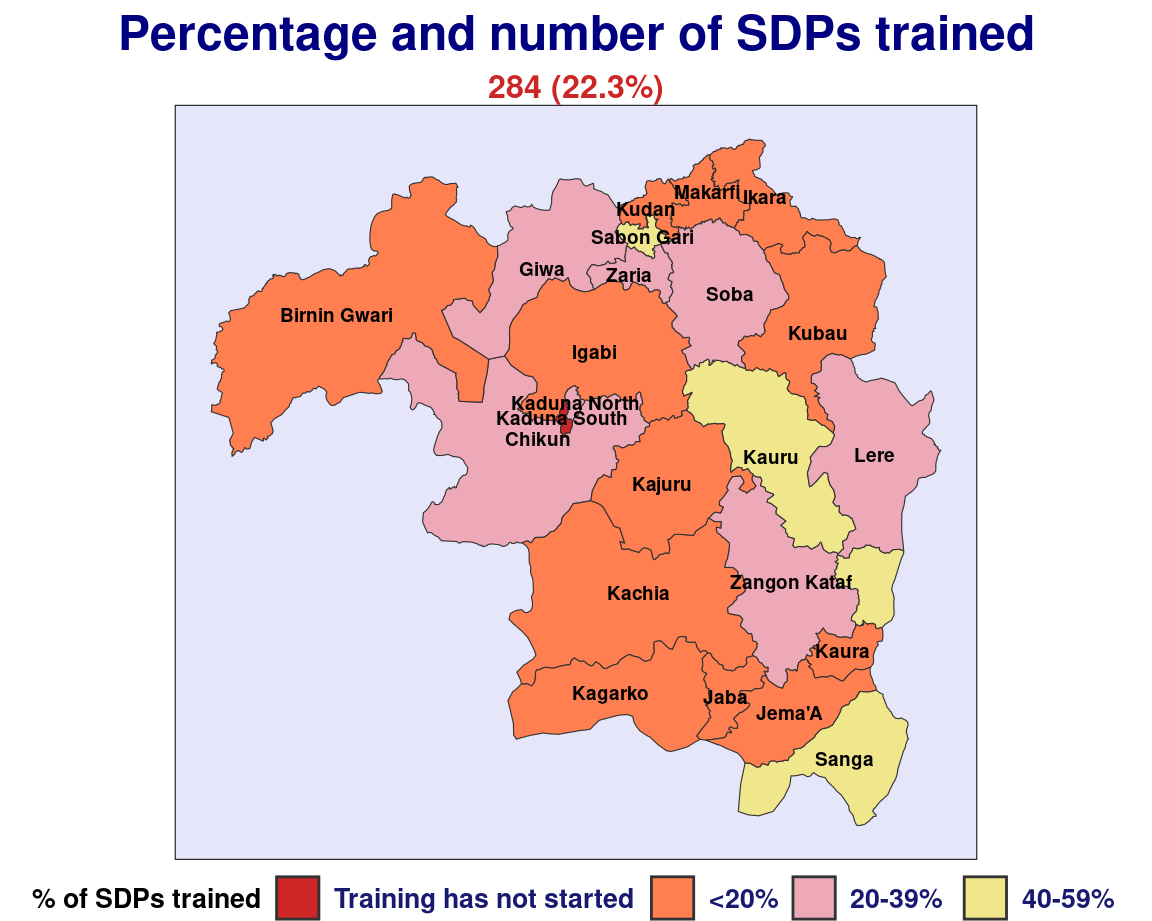 Percentage and number of SDPs trained
284 (22.3%)
Makarfi
Ikara
Kudan
Sabon Gari
Giwa
Zaria
Soba
Birnin Gwari
Kubau
Igabi
Kaduna North
Kaduna South
Chikun
Kauru
Lere
Kajuru
Zangon Kataf
Kachia
Kaura
Kagarko
Jaba
Jema'A
Sanga
% of SDPs trained Training has not started <20% 20-39% 40-59%